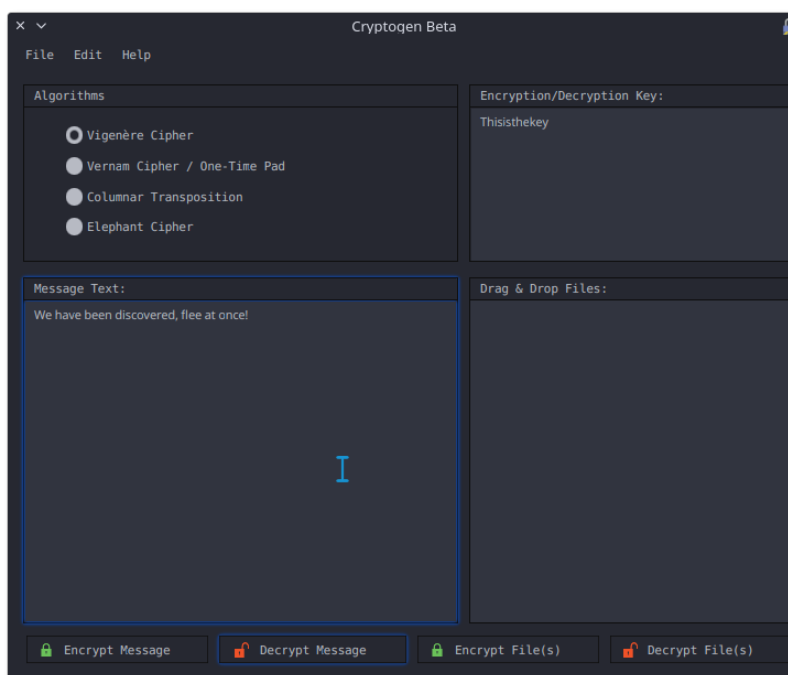 Cryptogen Beta
File Edit Help
Algorithms
Vigenère Cipher
Vernam Cipher / One-Time Pad
Columnar Transposition
Elephant Cipher
Encryption/Decryption Key:
Thisisthekey
Message Text:
We have been discovered, flee at once!
Drag & Drop Files:
Encrypt Message
Decrypt Message
Encrypt File(s)
Decrypt File(s)